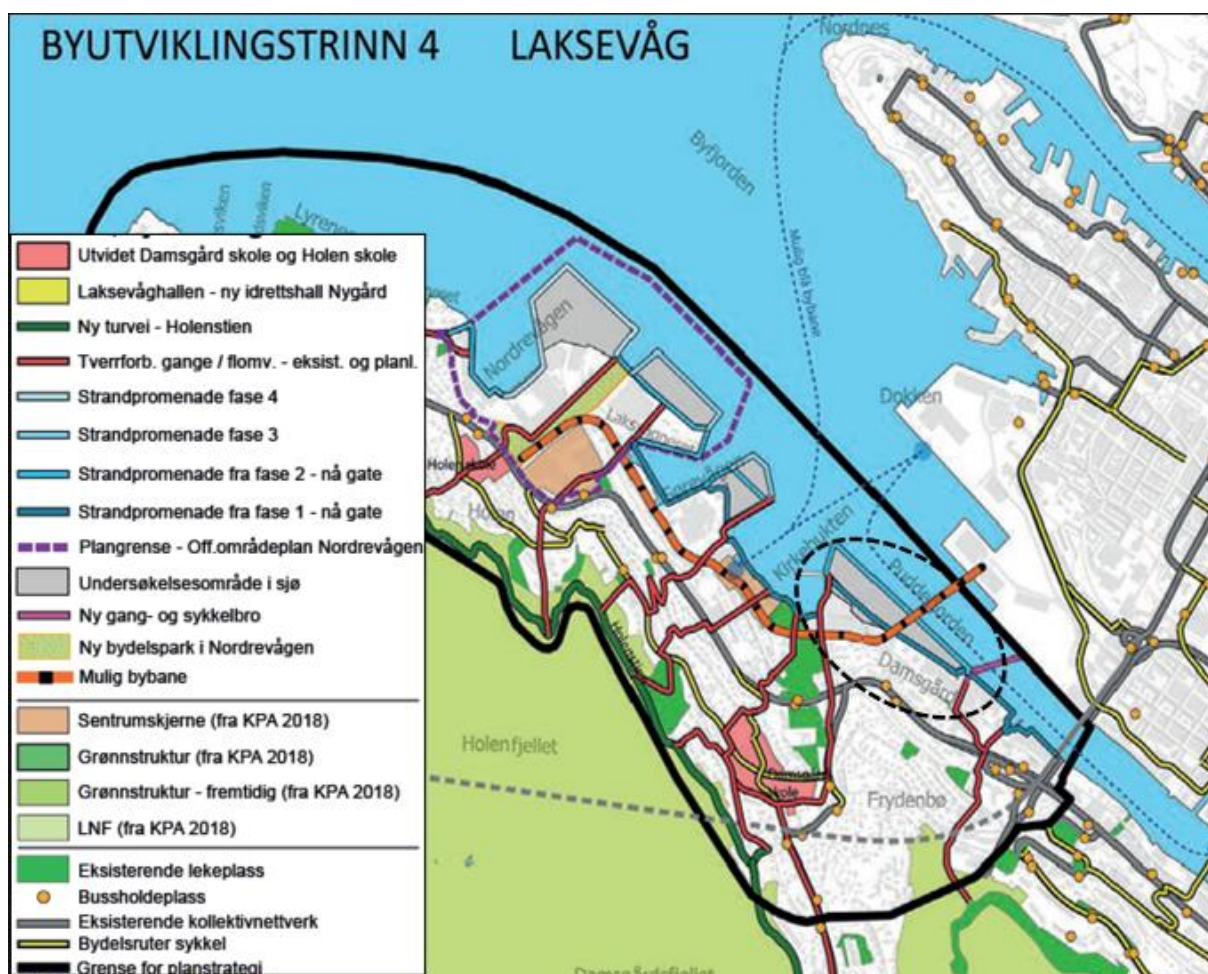 BYUTVIKLINGSTRINN 4 LAKSEVÅG
Nordnes
Byfjorden
Mulig blå bybane
Utvidet Damsgård skole og Holen skole
Laksevåghallen - ny idrettshall Nygård
Ny turvei - Holenstien
Tverrforb. gange / flomv. - eksist. og planl.
Strandpromenade fase 4
Strandpromenade fase 3
Strandpromenade fra fase 2 - nå gate
Strandpromenade fra fase 1 - nå gate
Plangrense - Off.områdeplan Nordrevågen
Undersøkelsesområde i sjø
Ny gang- og sykkelbro
Ny bydelspark i Nordrevågen
Mulig bybane
Sentrumskjerne (fra KPA 2018)
Grønnstruktur (fra KPA 2018)
Grønnstruktur - fremtidig (fra KPA 2018)
LNF (fra KPA 2018)
Eksisterende lekeplass
Bussholdeplass
Eksisterende kollektivnettverk
Bydelsruter sykkel
Grense for planstrategi
Nordrevågen
Dokken
Holen
Kirkebukten
Puddefjorden
Damsgård
Holenfjellet
skole
Frydenbø